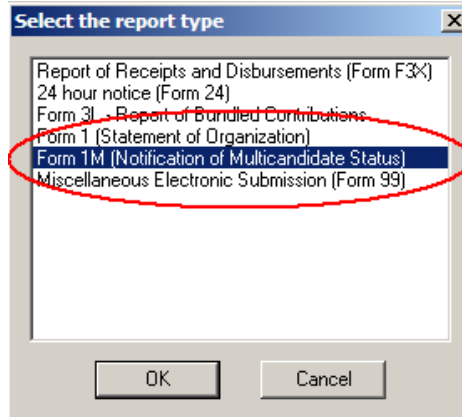 Select the report type
Report of Receipts and Disbursements (Form F3X)
24 hour notice (Form 24)
Form 3L - Report of Bundled Contributions
Form 1 (Statement of Organization)
Form 1M (Notification of Multicandidate Status)
Miscellaneous Electronic Submission (Form 99)
OK Cancel